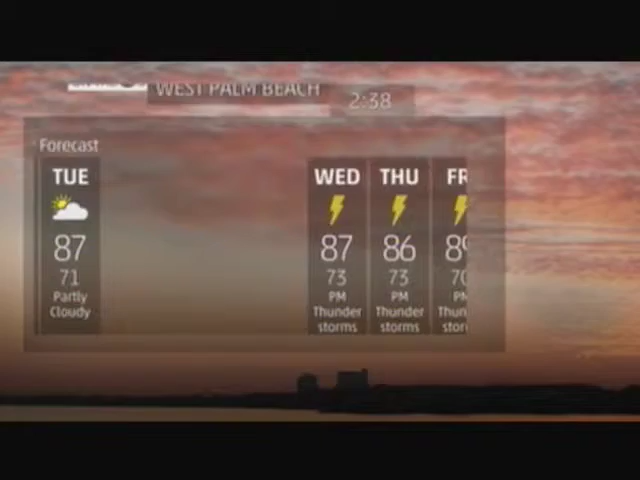 WEST PALM BEACH
2:38
Forecast
TUE
87
71
Partly
Cloudy
WED
87
73
PM
Thunder
storms
THU
86
73
PM
Thunder
storms
FR